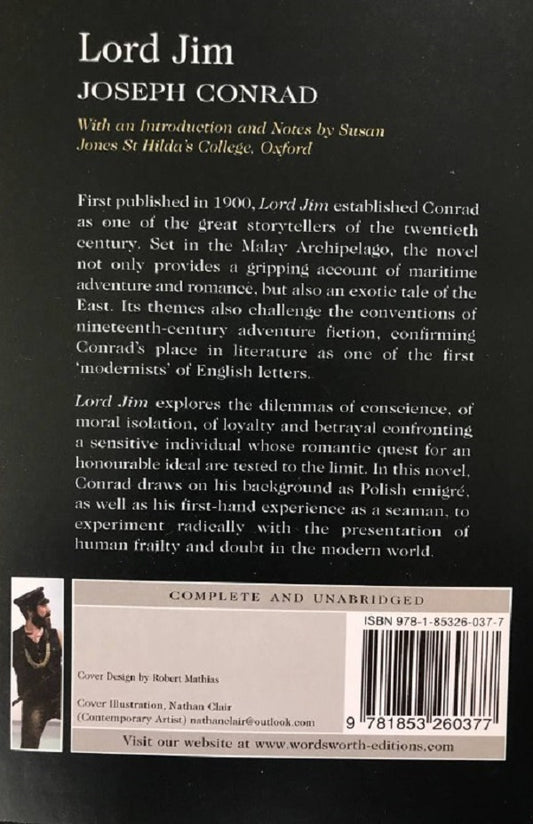 Lord Jim
JOSEPH CONRAD
With an Introduction and Notes by Susan
Jones St Hilda's College, Oxford
First published in 1900, Lord Jim established Conrad
as one of the great storytellers of the twentieth
century. Set in the Malay Archipelago, the novel
not only provides a gripping account of maritime
adventure and romance, but also an exotic tale of the
East. Its themes also challenge the conventions of
nineteenth-century adventure fiction, confirming
Conrad's place in literature as one of the first
'modernists' of English letters.
Lord Jim explores the dilemmas of conscience, of
moral isolation, of loyalty and betrayal confronting
a sensitive individual whose romantic quest for an
honourable ideal are tested to the limit. In this novel,
Conrad draws on his background as Polish emigré,
as well as his first-hand experience as a seaman, to
experiment radically with the presentation of
human frailty and doubt in the modern world.
COMPLETE AND UNABRIDGED
ISBN 978-1-85326-037-7
Cover Design by Robert Mathias
Cover Illustration, Nathan Clair
(Contemporary Artist) nathanclair@outlook.com
9 781853 260377
Visit our website at www.wordsworth-editions.com